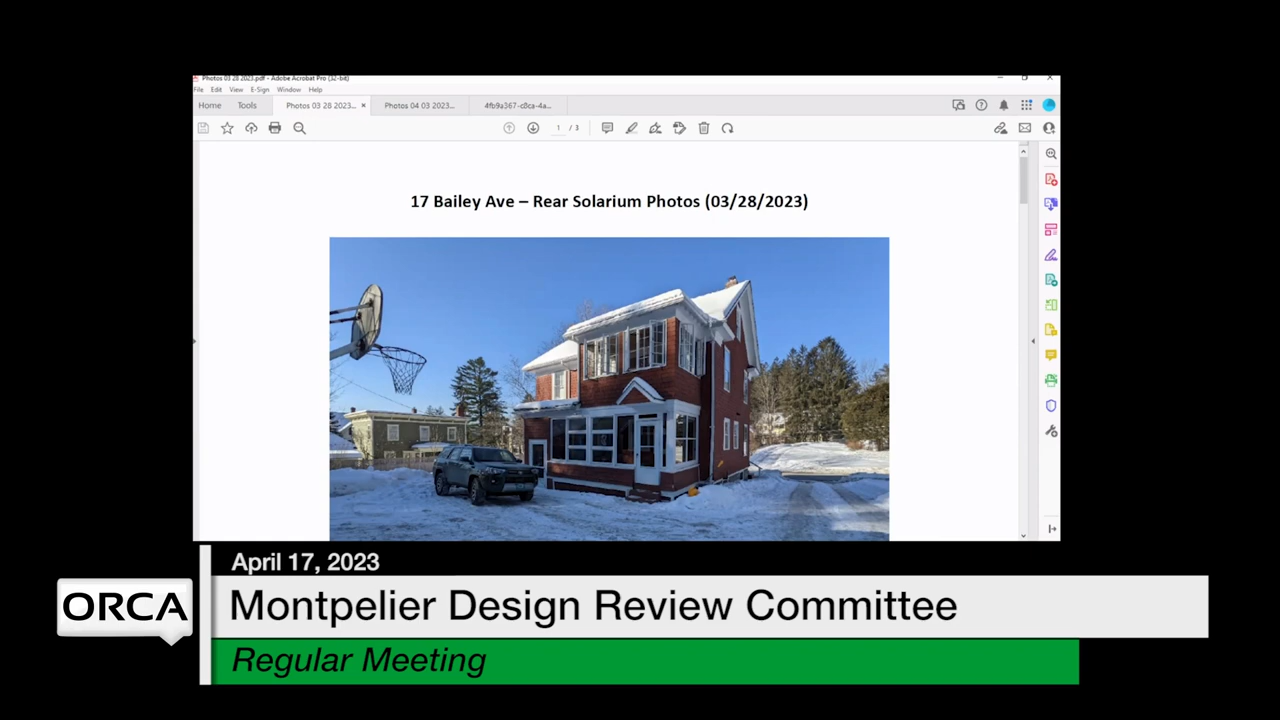 Photos 03 28 2023.pdf - Adobe Acrobat Pro (32-bit)
File Edit View E-Sign Window Help
Home Tools Photos 03 28 2023... × Photos 04 03 2023... 4fb9a367-c8ca-4a...
1 / 3
17 Bailey Ave – Rear Solarium Photos (03/28/2023)
April 17, 2023
ORCA
Montpelier Design Review Committee
Regular Meeting